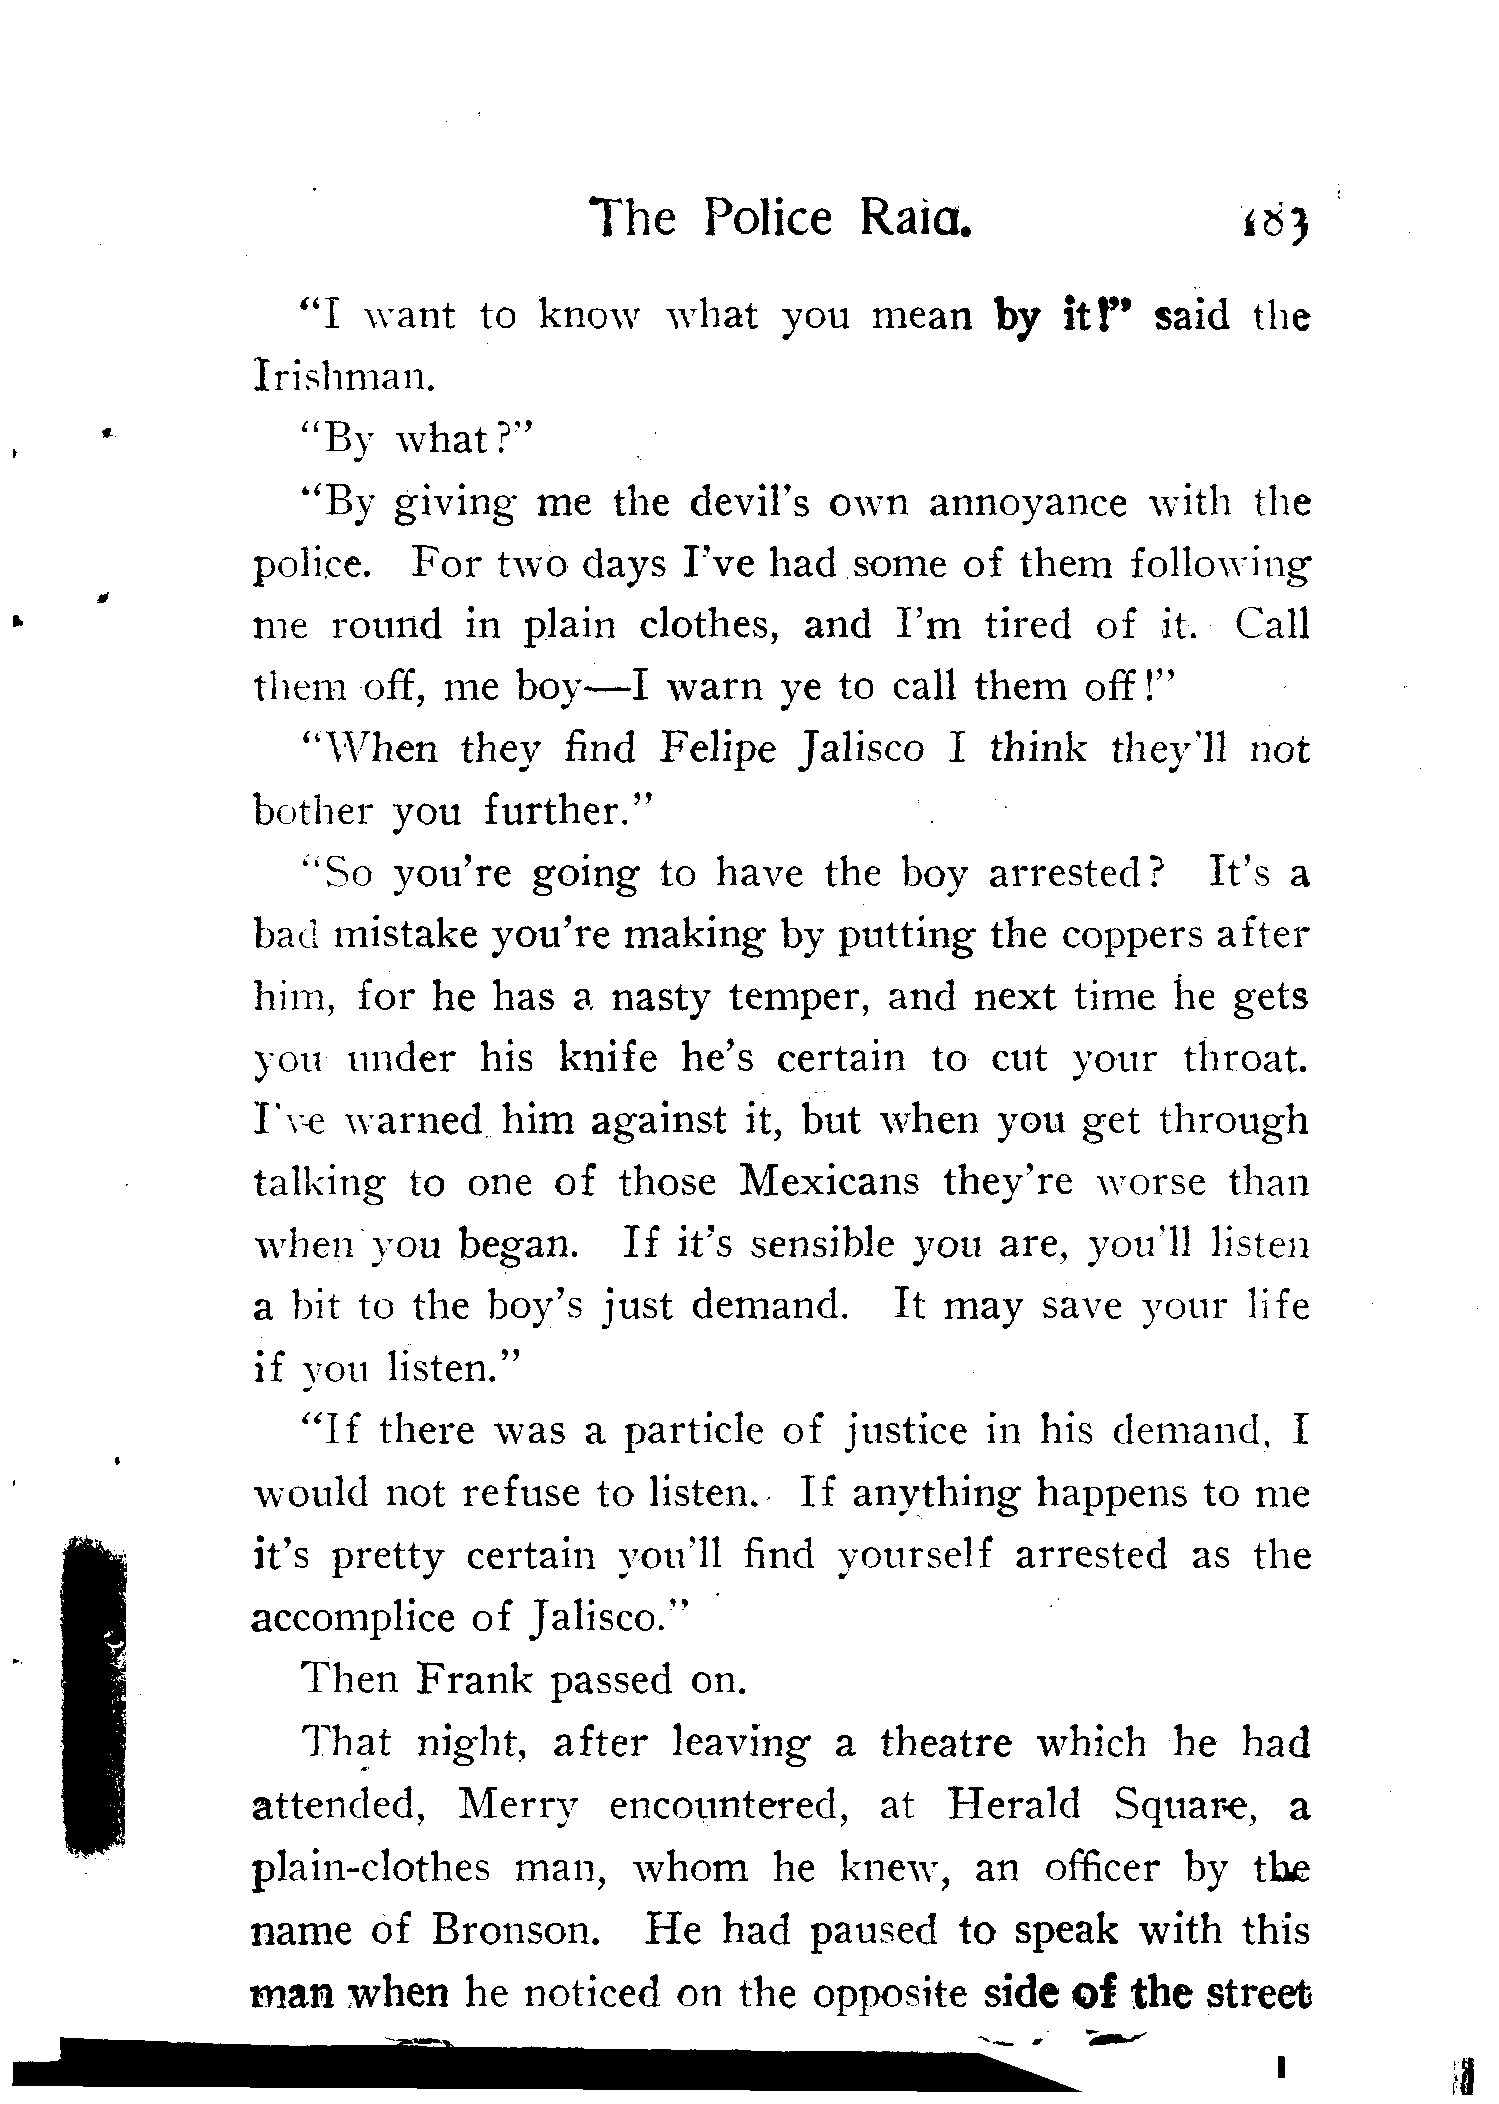 The Police Raid. 183
"I want to know what you mean by it!" said the
Irishman.
"By what?"
"By giving me the devil's own annoyance with the
police. For two days I've had some of them following
me round in plain clothes, and I'm tired of it. Call
them off, me boy—I warn ye to call them off!"
"When they find Felipe Jalisco I think they'll not
bother you further."
"So you're going to have the boy arrested? It's a
bad mistake you're making by putting the coppers after
him, for he has a nasty temper, and next time he gets
you under his knife he's certain to cut your throat.
I've warned him against it, but when you get through
talking to one of those Mexicans they're worse than
when you began. If it's sensible you are, you'll listen
a bit to the boy's just demand. It may save your life
if you listen."
"If there was a particle of justice in his demand, I
would not refuse to listen. If anything happens to me
it's pretty certain you'll find yourself arrested as the
accomplice of Jalisco."
Then Frank passed on.
That night, after leaving a theatre which he had
attended, Merry encountered, at Herald Square, a
plain-clothes man, whom he knew, an officer by the
name of Bronson. He had paused to speak with this
man when he noticed on the opposite side of the street